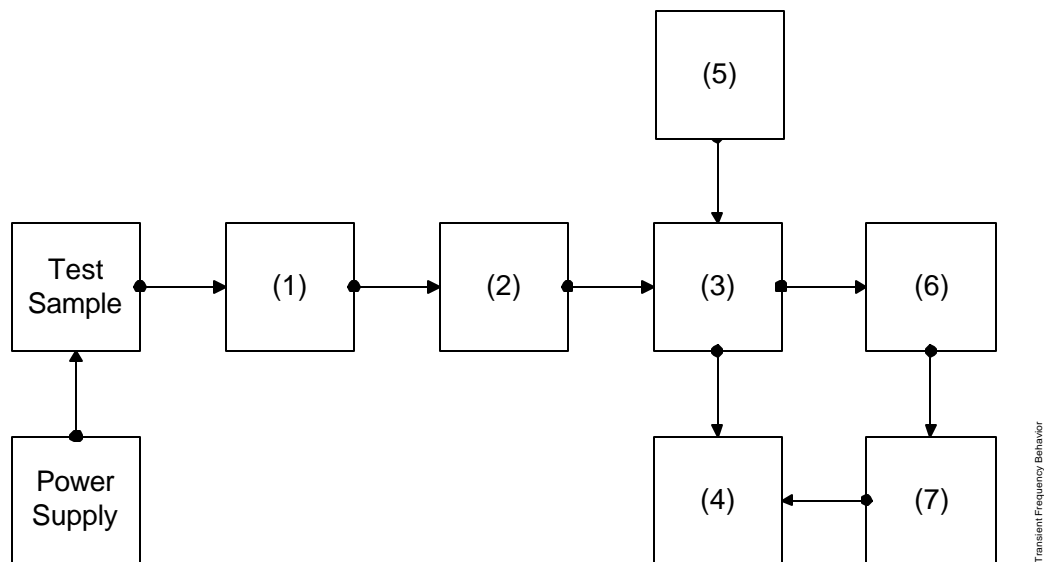 (5)
Test
Sample
(1)
(2)
(3)
(6)
Power
Supply
(4)
(7)
Transient Frequency Behavior